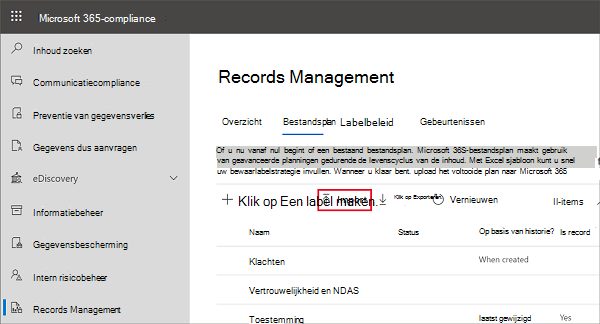 Microsoft 365-compliance
Inhoud zoeken
Communicatiecompliance
Preventie van gegevensverlies
Gegevens dus aanvragen
eDiscovery
Informatiebeheer
Gegevensbescherming
Intern risicobeheer
Records Management
Records Management
Overzicht Bestandsplan Labelbeleid Gebeurtenissen
Of u nu vanaf nul begint of een bestaand bestandsplan. Microsoft 36S-bestandsplan maakt gebruik
van geavanceerde planningen gedurende de levenscyclus van de inhoud. Met Excel sjabloon kunt u snel
uw bewaarlabelstrategie invullen. Wanneer u klaar bent. upload het voltooide plan naar Microsoft 365
Klik op Een label maken. Import Klik op Exporteren Vernieuwen II-items
Naam Status Op basis van historie? Is record
Klachten When created
Vertrouwelijkheid en NDAS
Toestemming laatst gewijzigd Yes